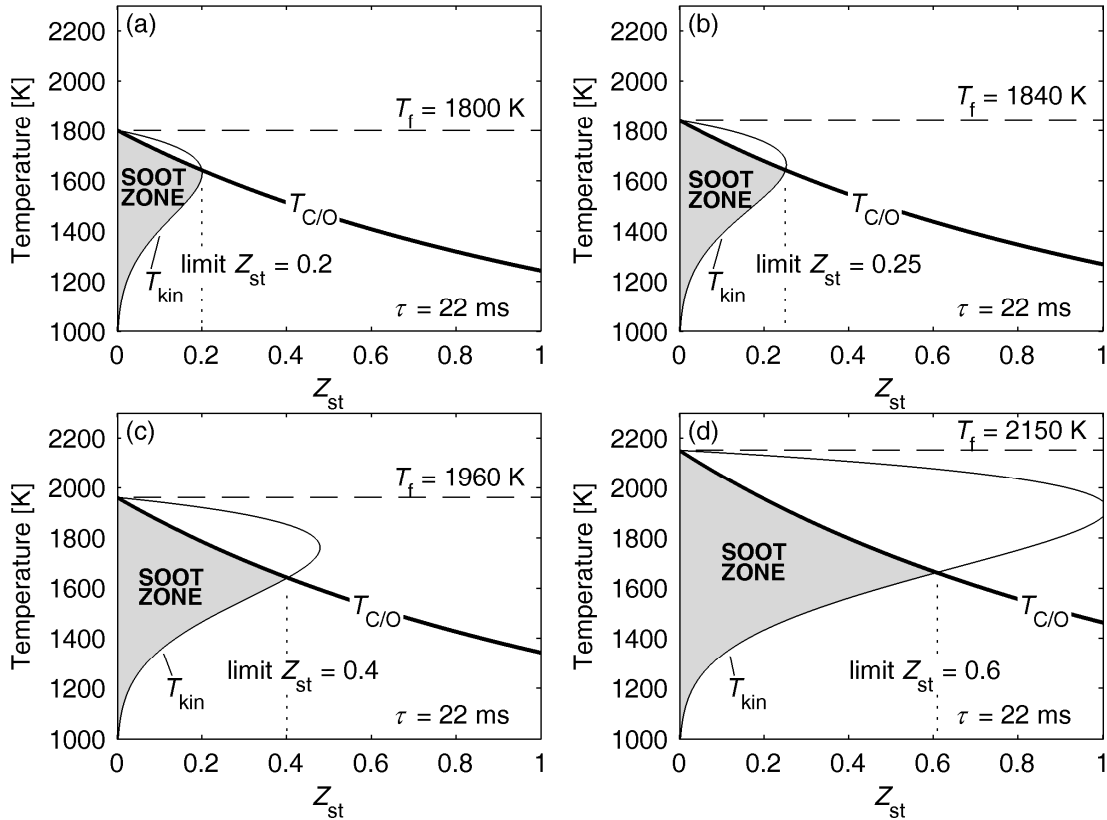 (a)
2200
2000
1800
1600
1400
1200
1000
Temperature [K]
T_f = 1800 K
SOOT
ZONE
T_C/O
T_kin
limit Z_st = 0.2
τ = 22 ms
0 0.2 0.4 0.6 0.8 1
Z_st
(b)
2200
2000
1800
1600
1400
1200
1000
Temperature [K]
T_f = 1840 K
SOOT
ZONE
T_C/O
T_kin
limit Z_st = 0.25
τ = 22 ms
0 0.2 0.4 0.6 0.8 1
Z_st
(c)
2200
2000
1800
1600
1400
1200
1000
Temperature [K]
T_f = 1960 K
SOOT
ZONE
T_C/O
T_kin
limit Z_st = 0.4
τ = 22 ms
0 0.2 0.4 0.6 0.8 1
Z_st
(d)
2200
2000
1800
1600
1400
1200
1000
Temperature [K]
T_f = 2150 K
SOOT
ZONE
T_C/O
T_kin
limit Z_st = 0.6
τ = 22 ms
0 0.2 0.4 0.6 0.8 1
Z_st